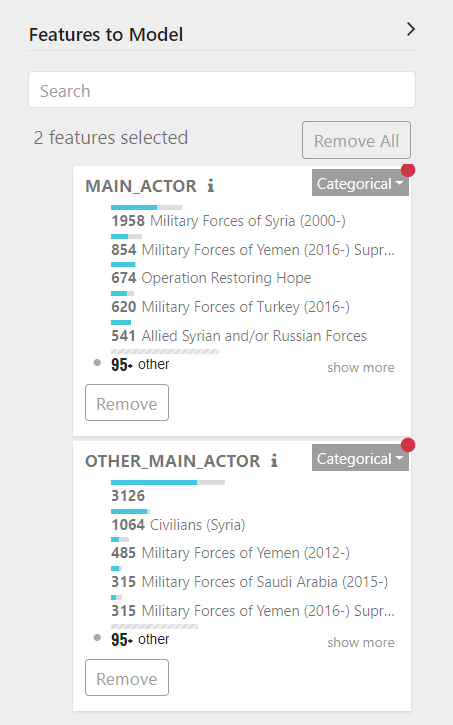 Features to Model
Search
2 features selected
Remove All
MAIN_ACTOR
Categorical
1958 Military Forces of Syria (2000-)
854 Military Forces of Yemen (2016-) Supr...
674 Operation Restoring Hope
620 Military Forces of Turkey (2016-)
541 Allied Syrian and/or Russian Forces
95+ other
show more
Remove
OTHER_MAIN_ACTOR
Categorical
3126
1064 Civilians (Syria)
485 Military Forces of Yemen (2012-)
315 Military Forces of Saudi Arabia (2015-)
315 Military Forces of Yemen (2016-) Supr...
95+ other
show more
Remove